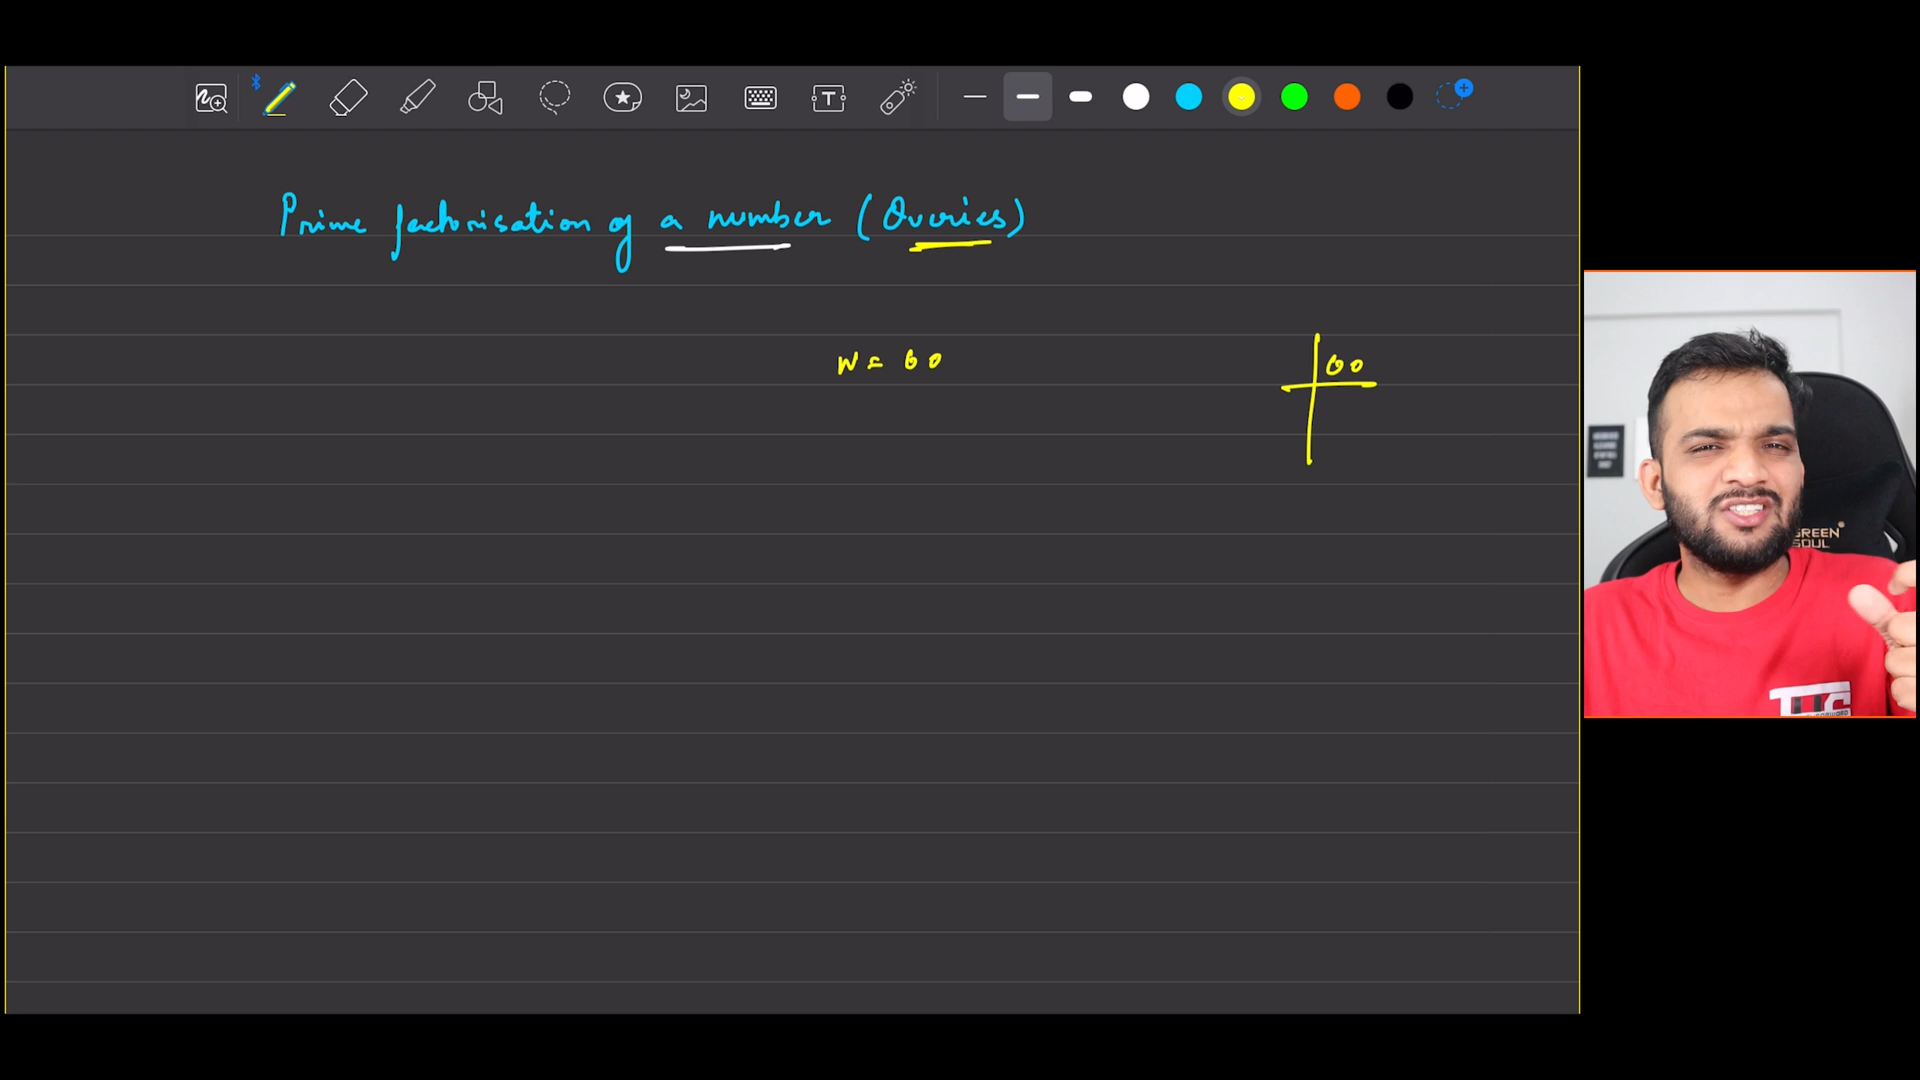 Prime factorisation of a number (Queries)
N = 60
60
T
GREEN
SOUL